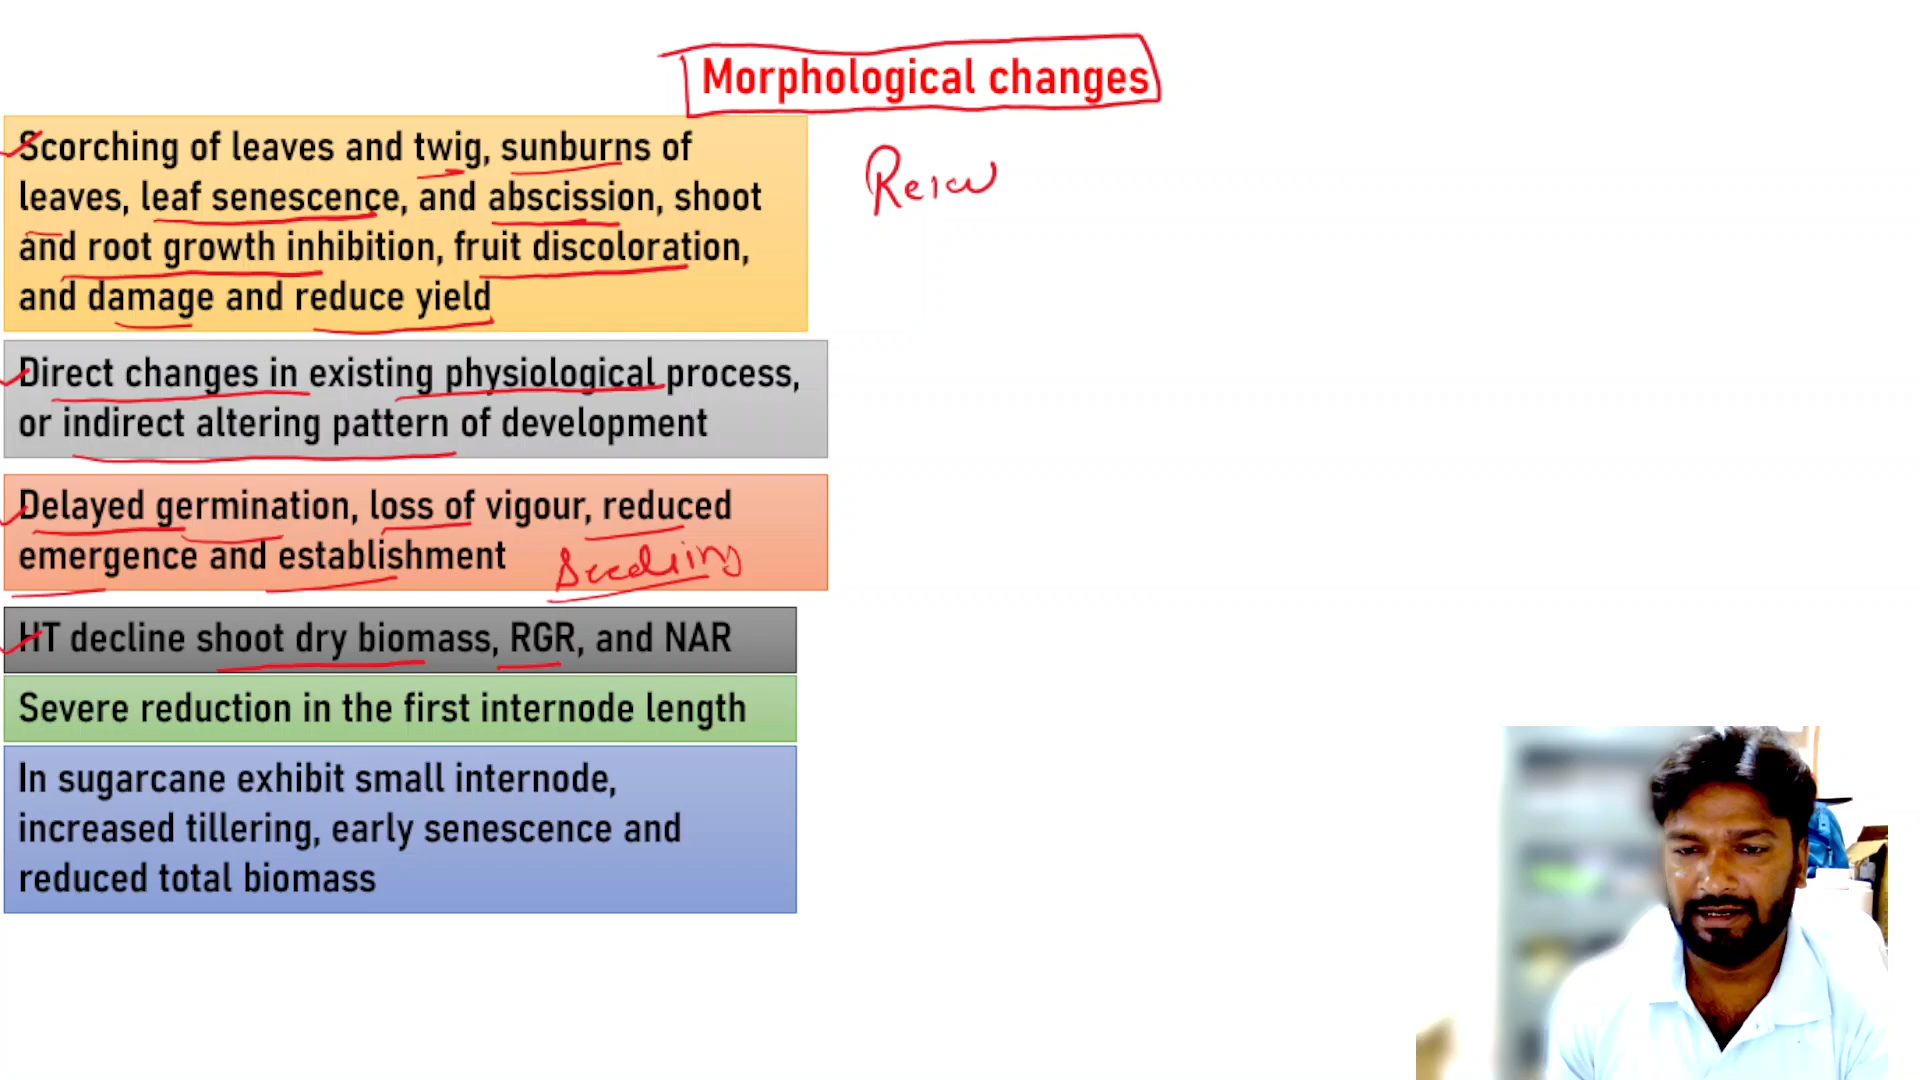 Morphological changes
Scorching of leaves and twig, sunburns of
leaves, leaf senescence, and abscission, shoot
and root growth inhibition, fruit discoloration,
and damage and reduce yield
Direct changes in existing physiological process,
or indirect altering pattern of development
Delayed germination, loss of vigour, reduced
emergence and establishment
Seedling
HT decline shoot dry biomass, RGR, and NAR
Severe reduction in the first internode length
In sugarcane exhibit small internode,
increased tillering, early senescence and
reduced total biomass